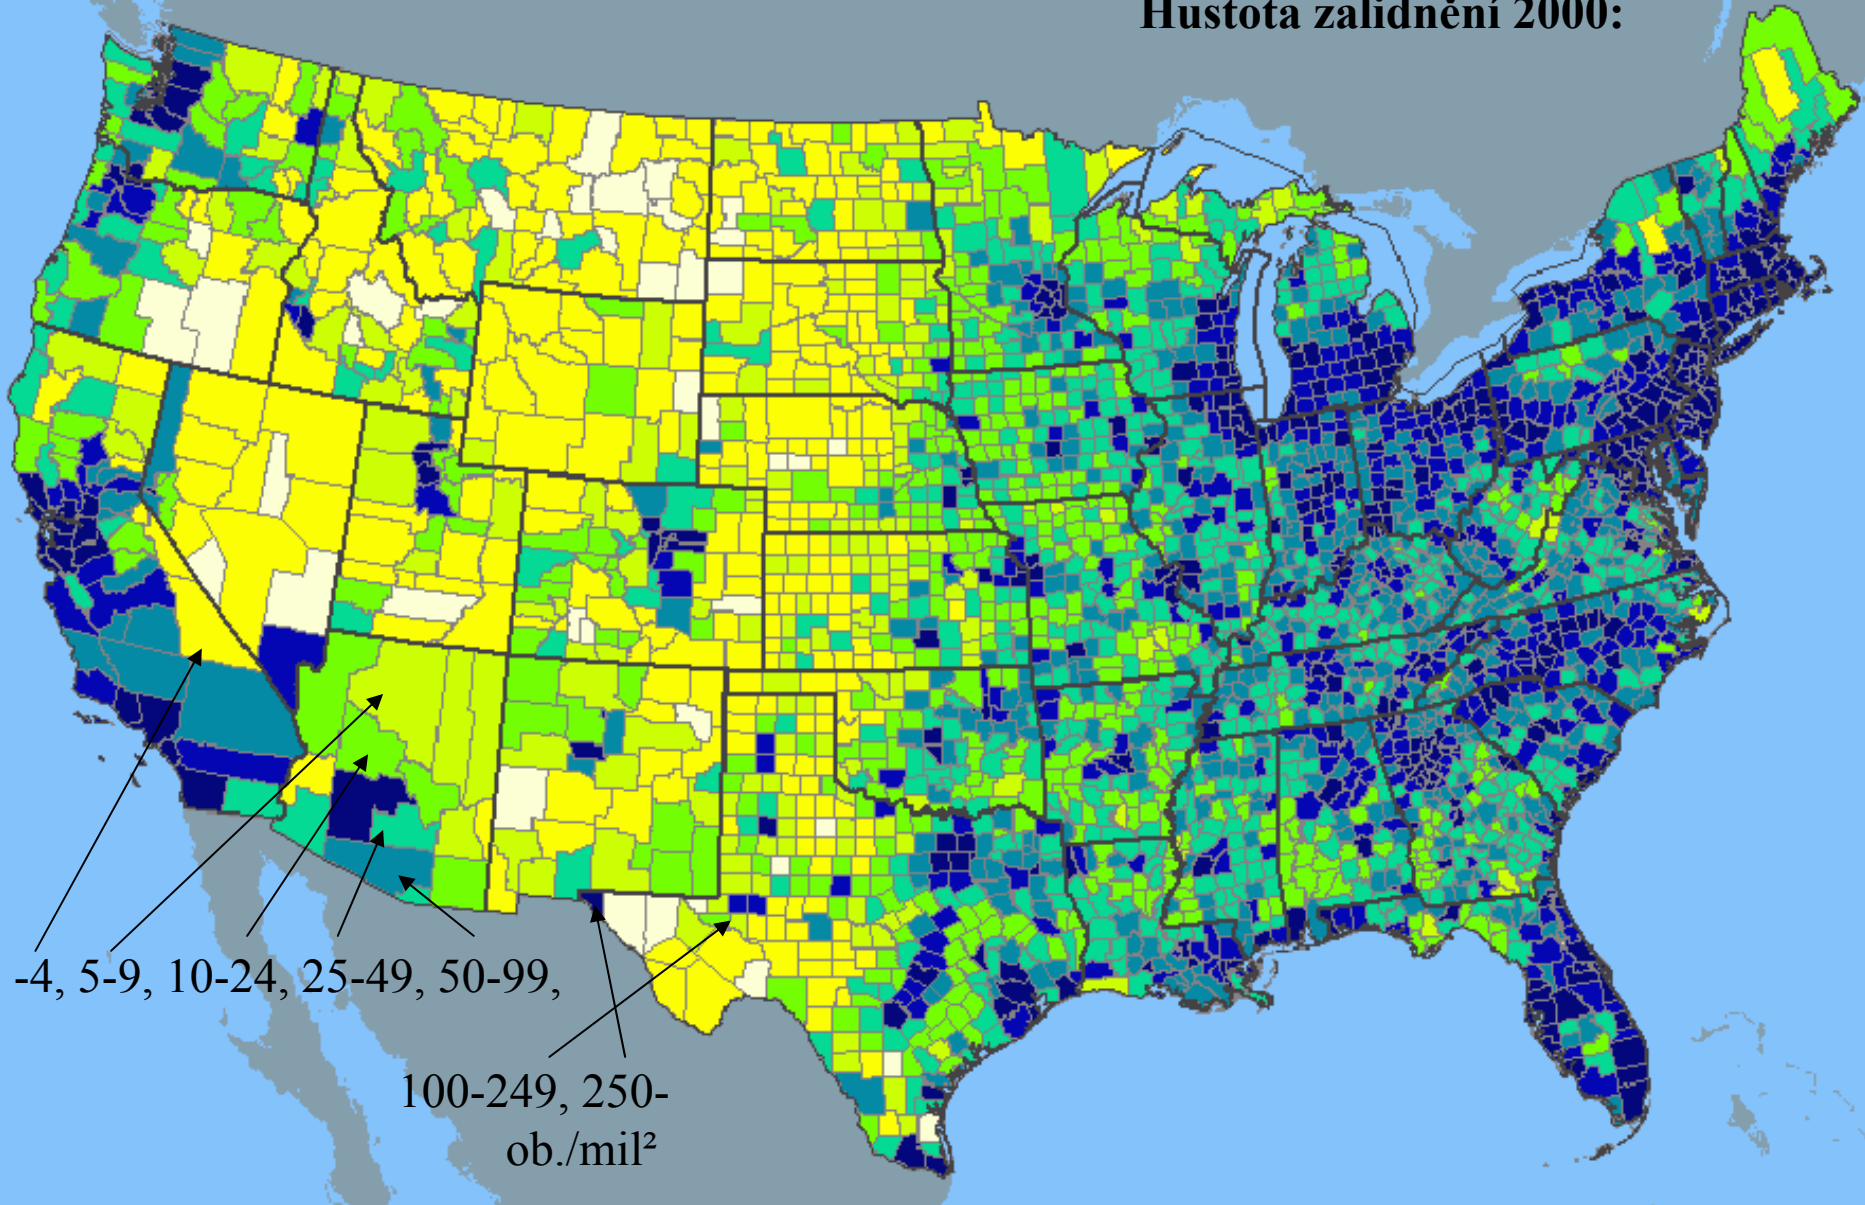 Hustota zalidnění 2000:
-4, 5-9, 10-24, 25-49, 50-99,
100-249, 250-
ob./mil²